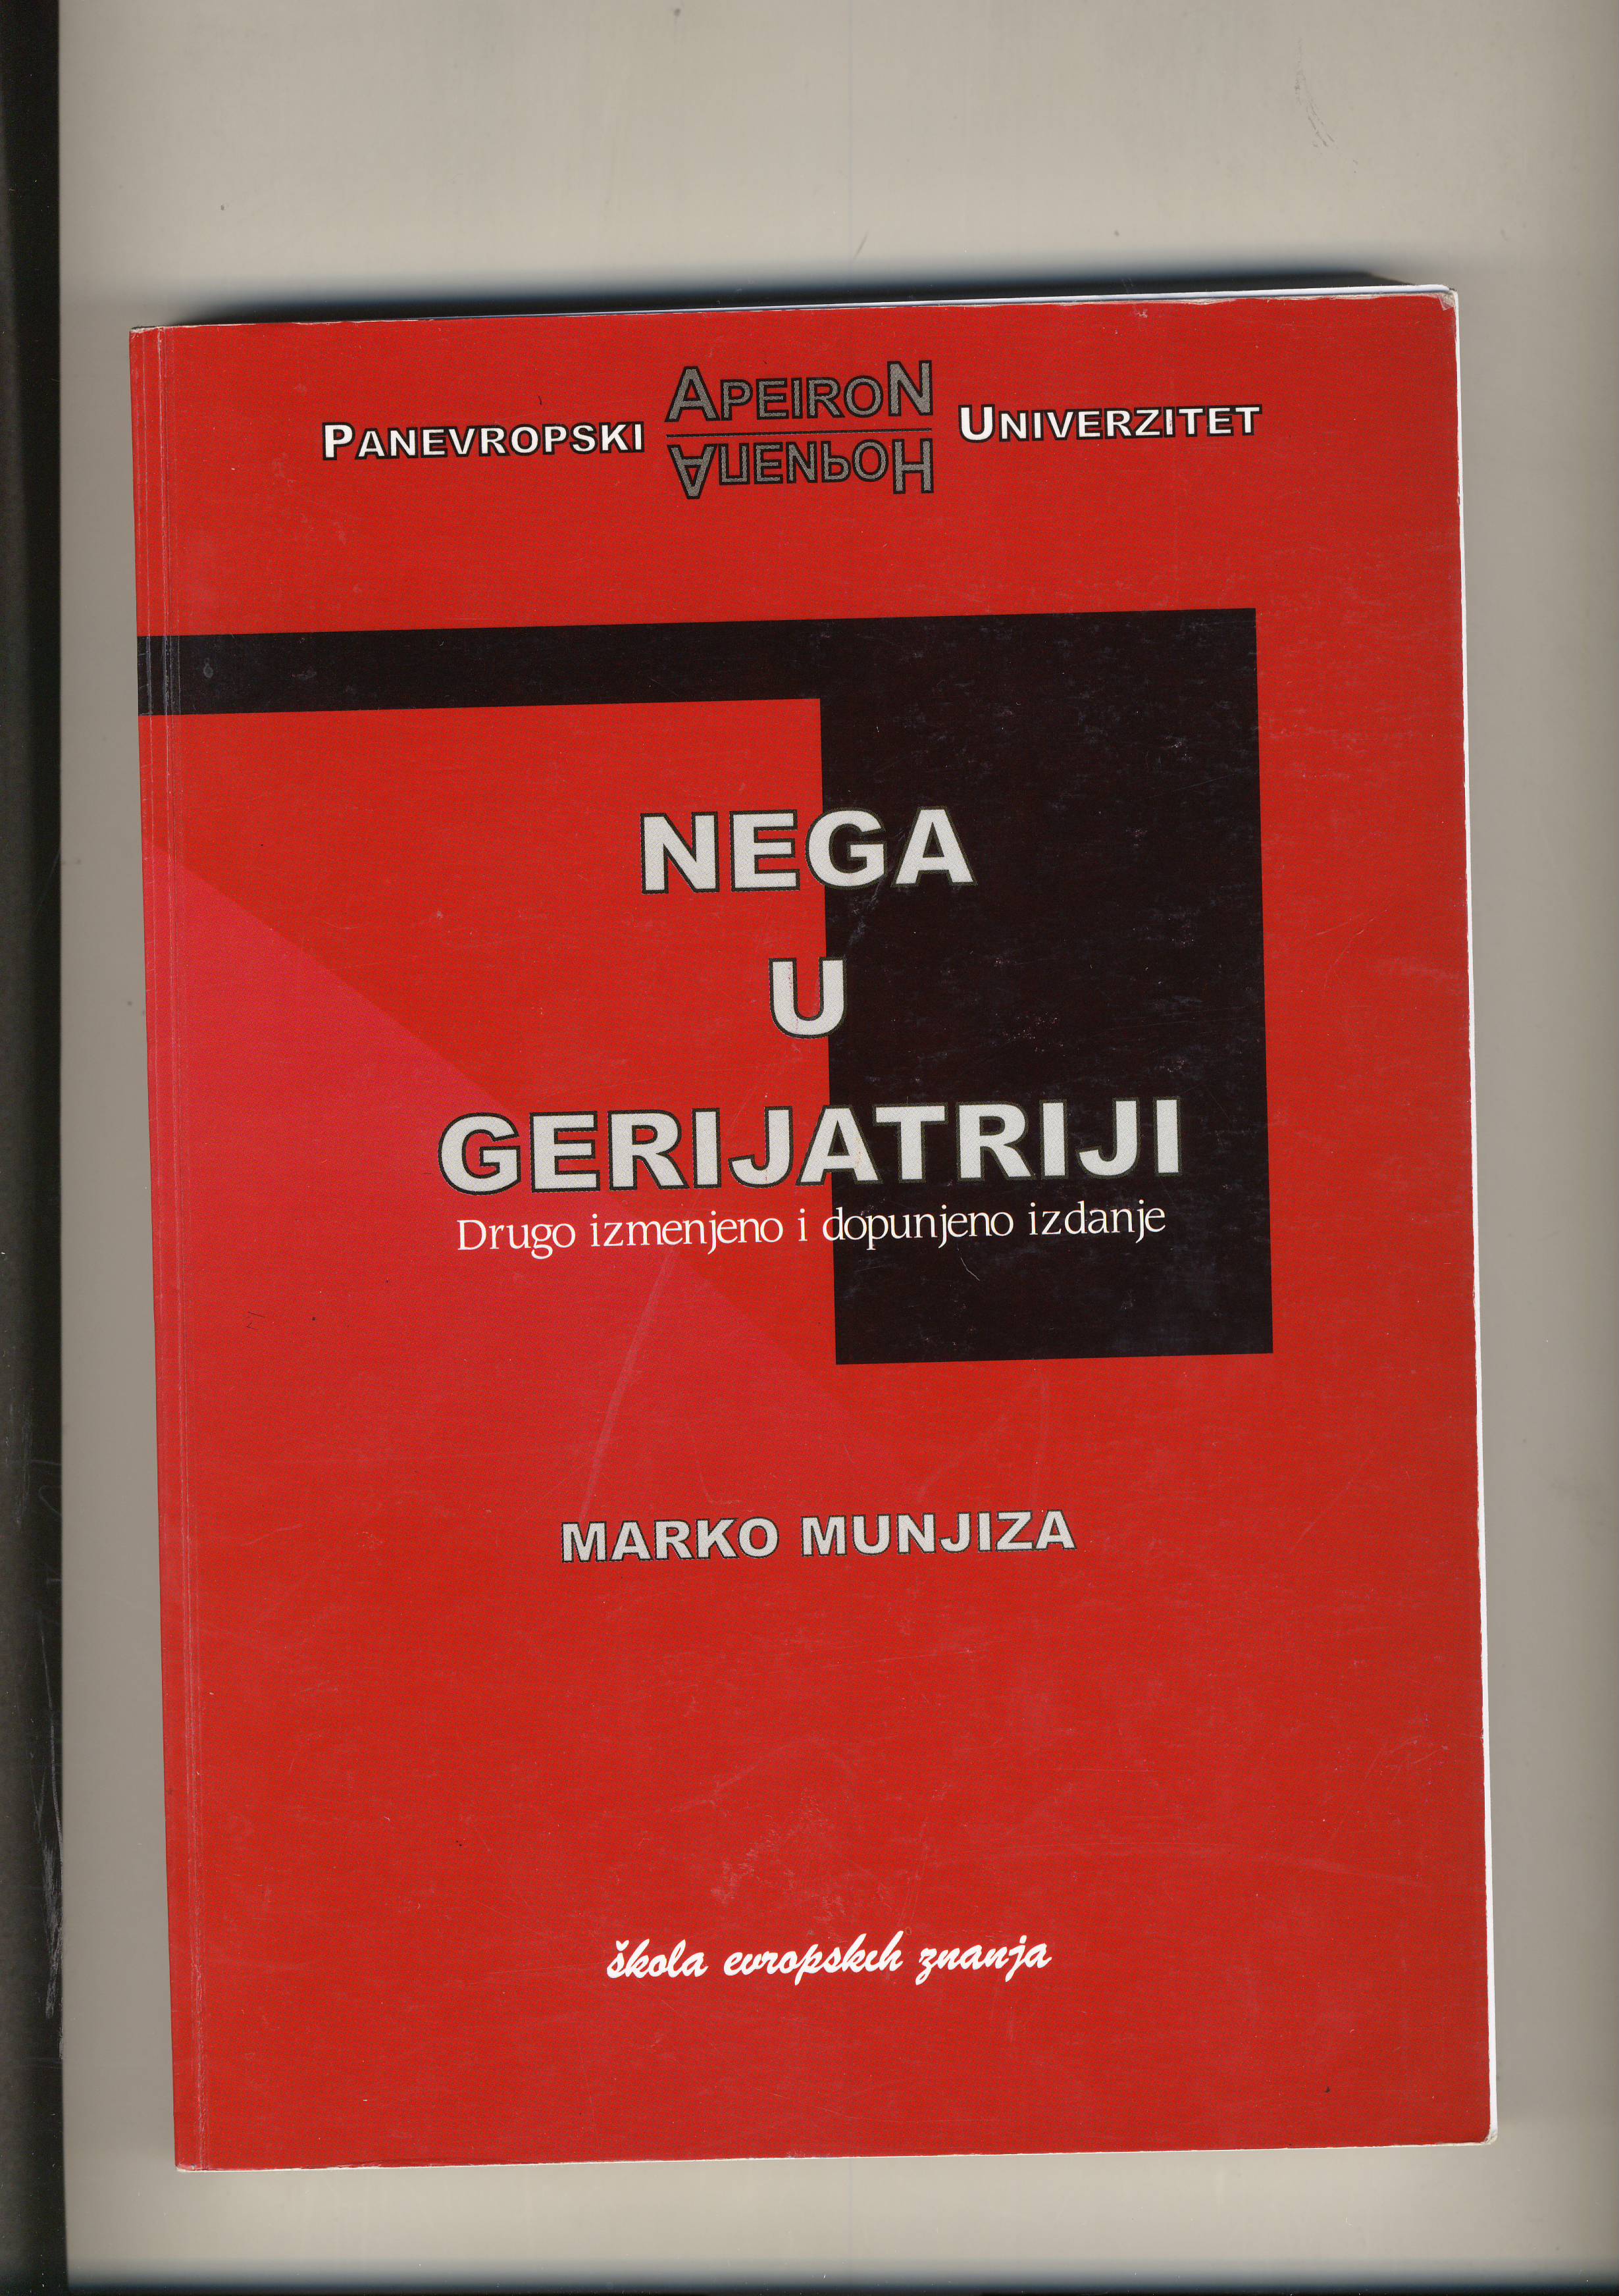 PANEVROPSKI APEIRON UNIVERZITET
АПЕИРОН
NEGA
U
GERIJATRIJI
Drugo izmenjeno i dopunjeno izdanje
MARKO MUNJIZA
škola evropskih znanja